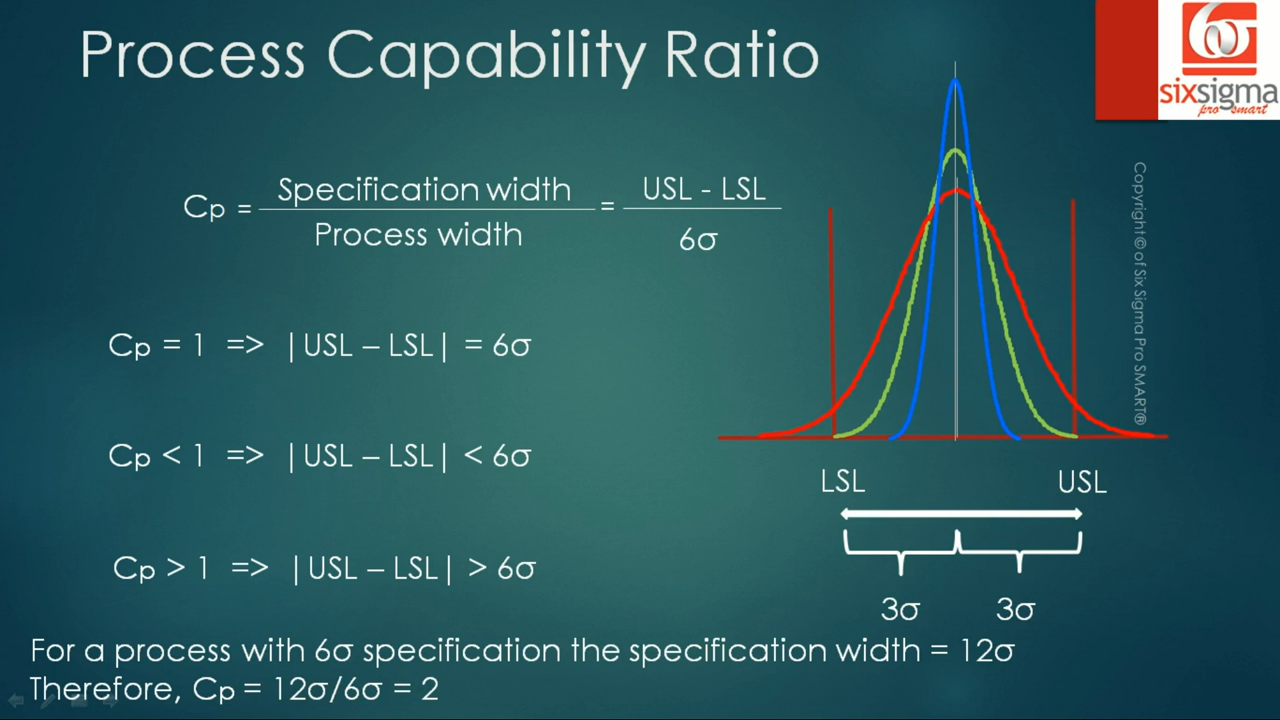 Process Capability Ratio
6σ
sixsigma
pro smart
Cp = Specification width / Process width = USL - LSL / 6σ
Cp = 1 => |USL – LSL| = 6σ
Cp < 1 => |USL – LSL| < 6σ
Cp > 1 => |USL – LSL| > 6σ
LSL
USL
3σ
3σ
Copyright © of Six Sigma Pro SMART®
For a process with 6σ specification the specification width = 12σ
Therefore, Cp = 12σ/6σ = 2